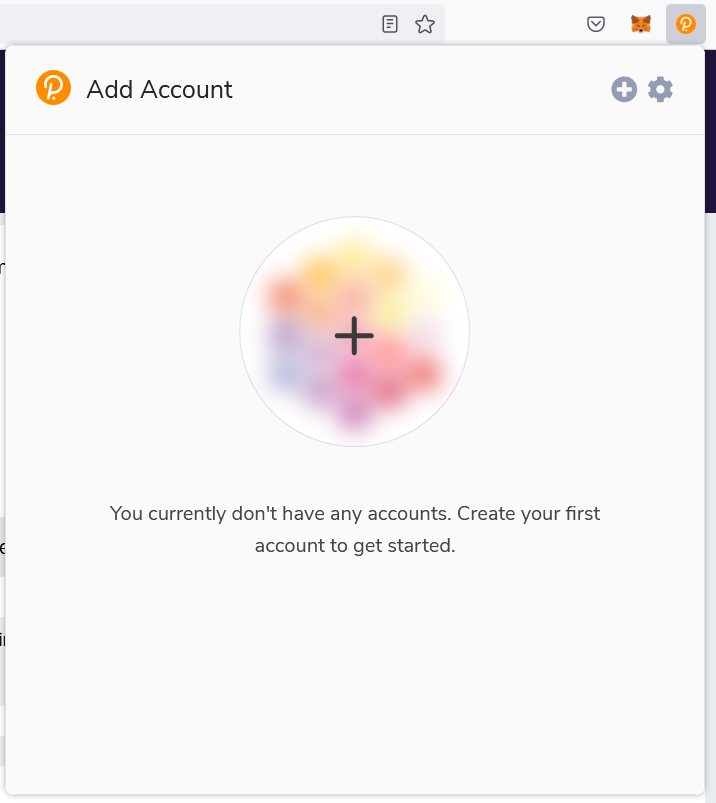 Add Account
You currently don't have any accounts. Create your first
account to get started.